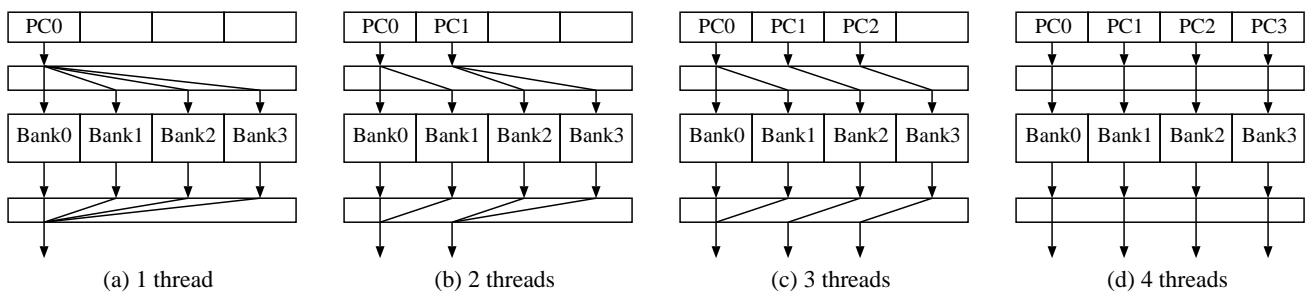 PC0 PC0 PC1 PC0 PC1 PC2 PC0 PC1 PC2 PC3
Bank0 Bank1 Bank2 Bank3 Bank0 Bank1 Bank2 Bank3 Bank0 Bank1 Bank2 Bank3 Bank0 Bank1 Bank2 Bank3
(a) 1 thread (b) 2 threads (c) 3 threads (d) 4 threads